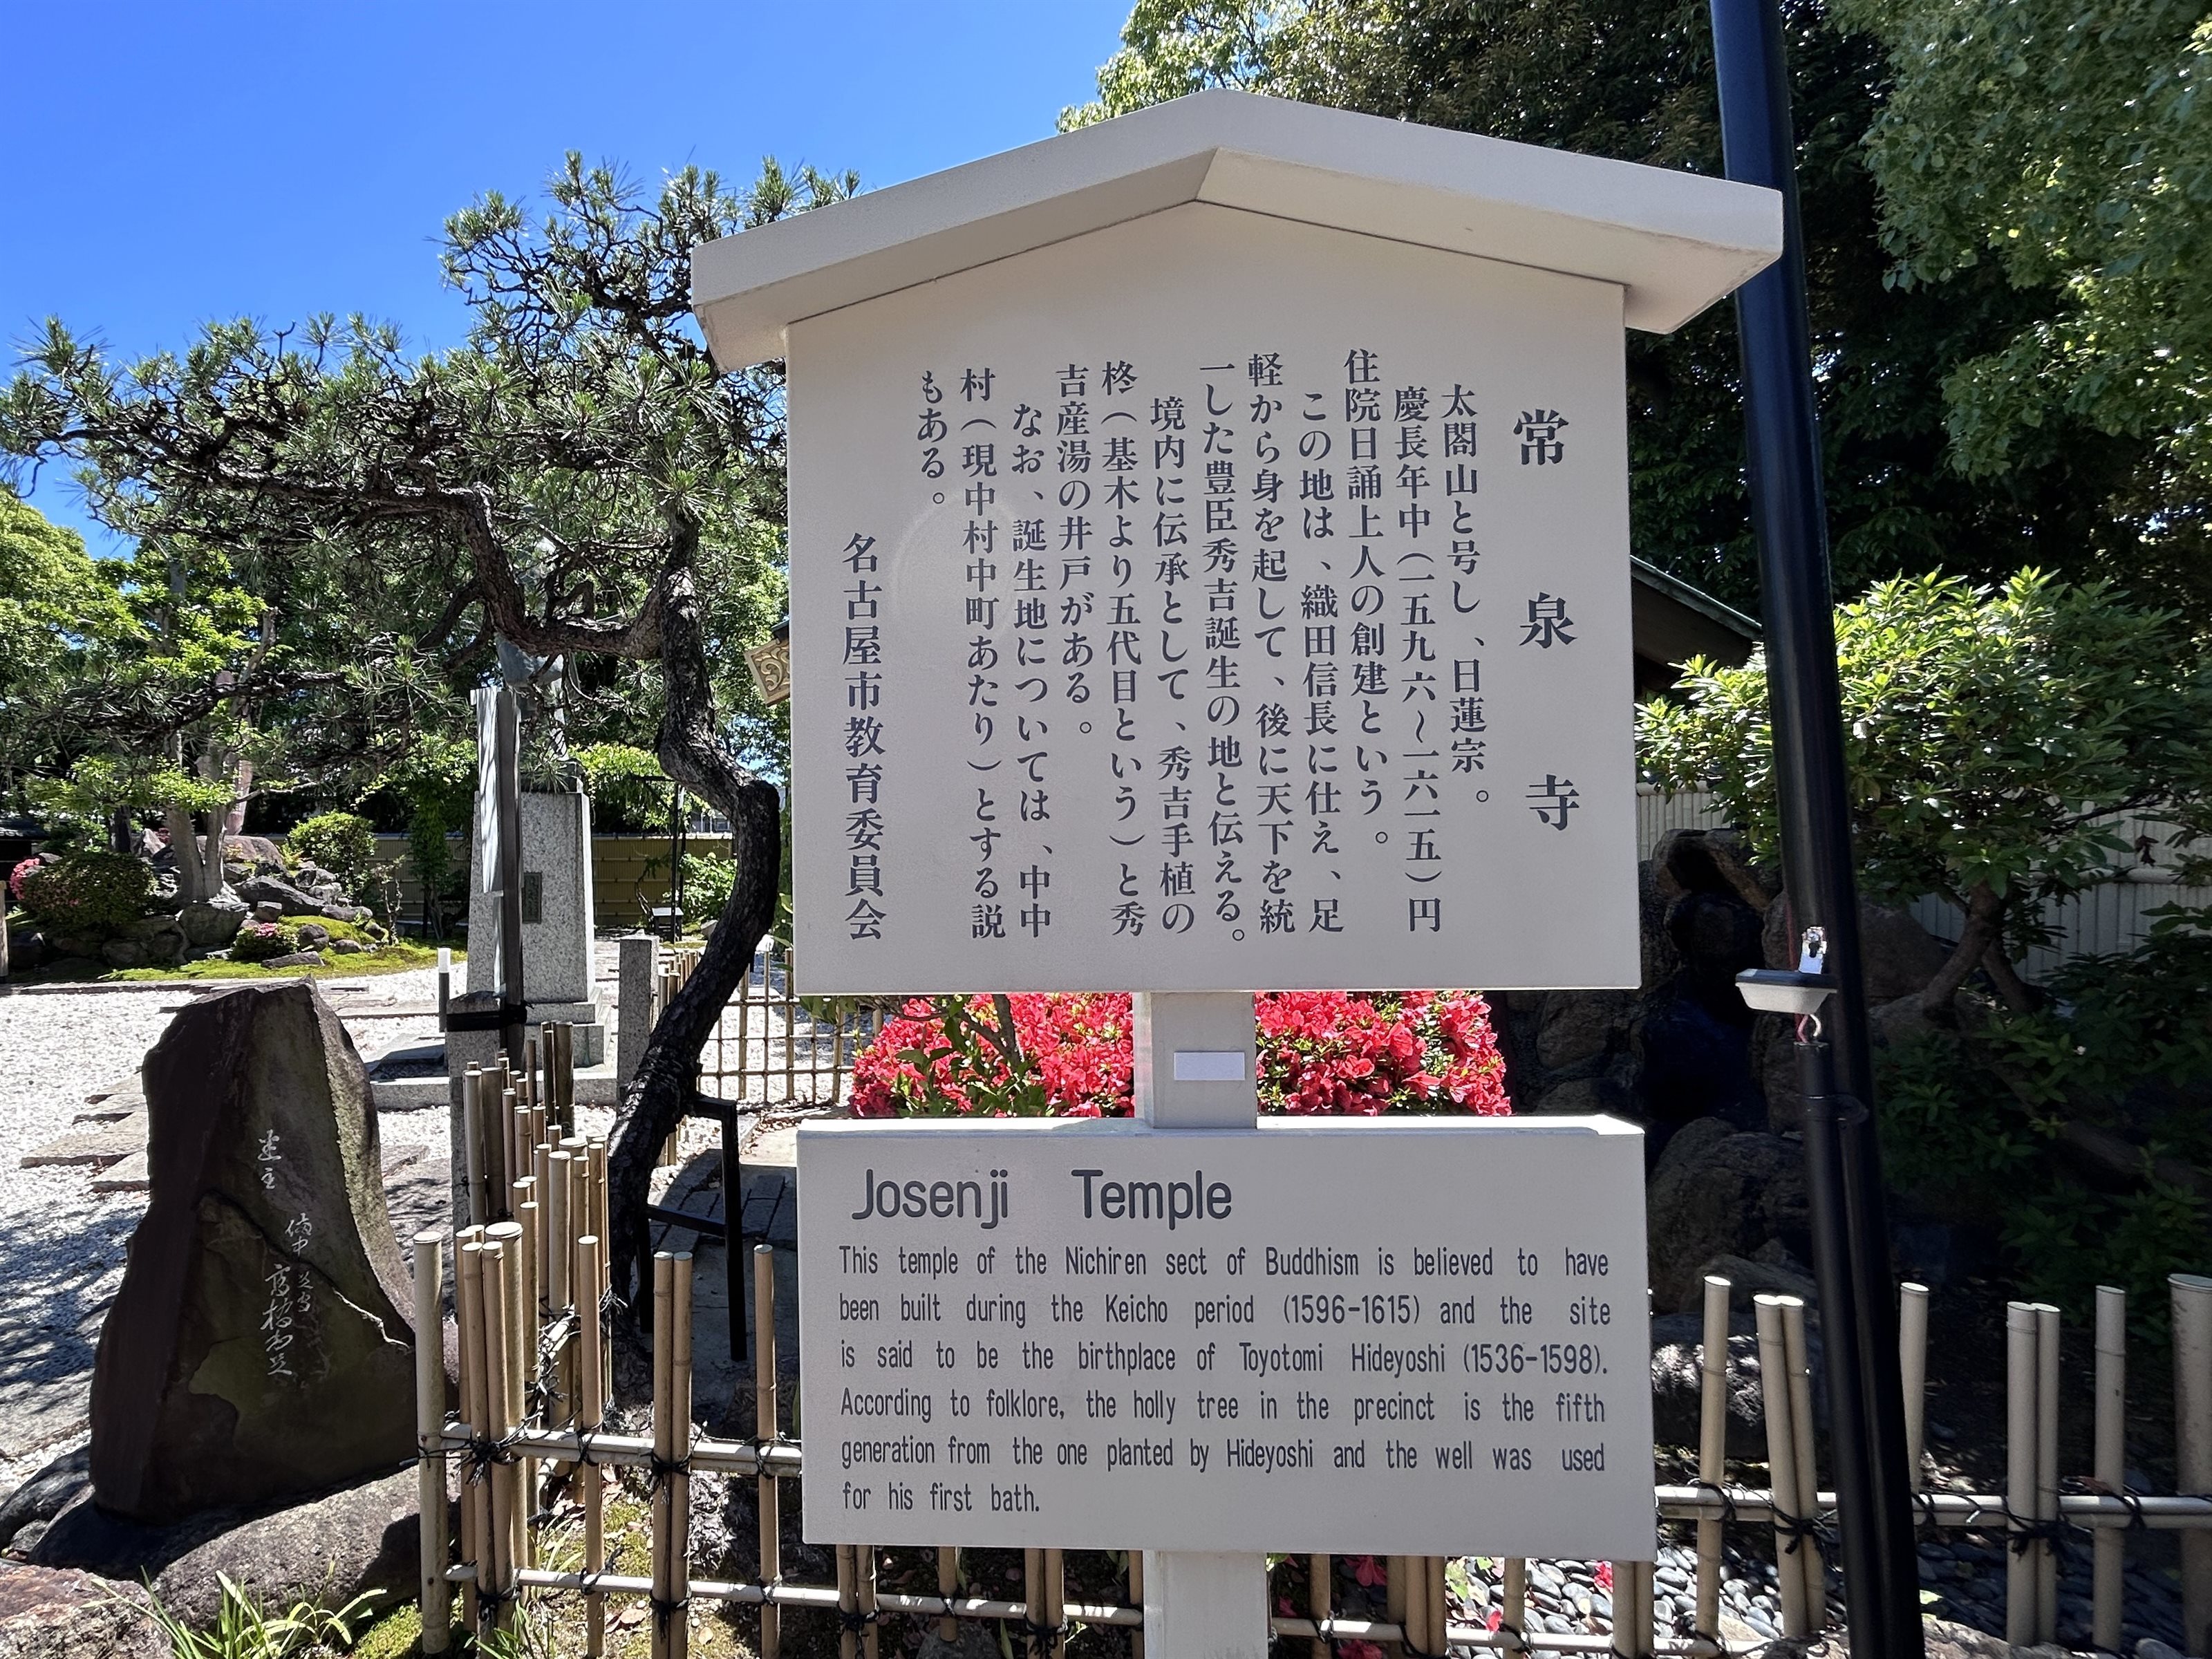 常泉寺
太閤山と号し、日蓮宗。
慶長年中（一五九六〜一六一五）円
住院日誦上人の創建という。
この地は、織田信長に仕え、足
軽から身を起して、後に天下を統
一した豊臣秀吉誕生の地と伝える。
境内に伝承として、秀吉手植の
柊（基木より五代目という）と秀
吉産湯の井戸がある。
なお、誕生地については、中中
村（現中村中町あたり）とする説
もある。
名古屋市教育委員会
Josenji Temple
This temple of the Nichiren sect of Buddhism is believed to have
been built during the Keicho period (1596-1615) and the site
is said to be the birthplace of Toyotomi Hideyoshi (1536-1598).
According to folklore, the holly tree in the precinct is the fifth
generation from the one planted by Hideyoshi and the well was used
for his first bath.